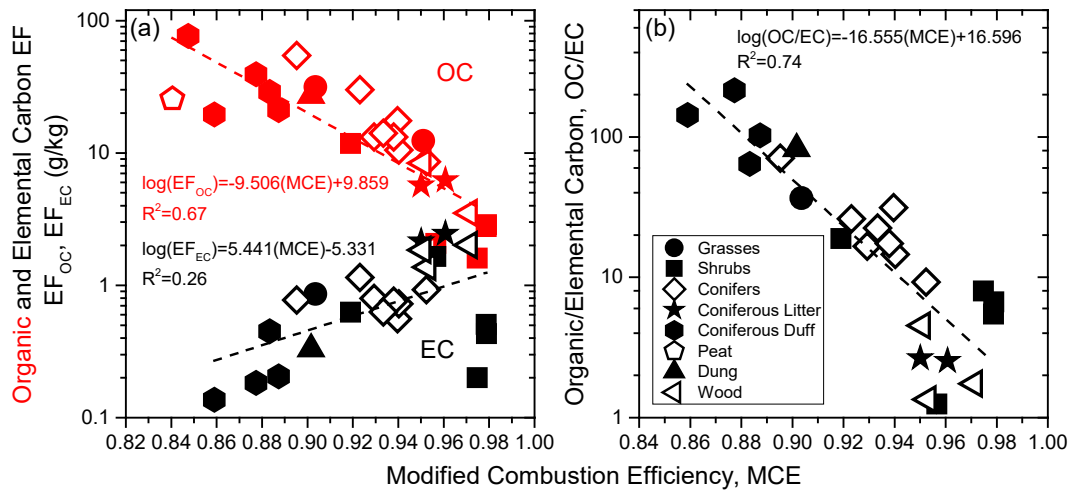 (a)
OC
log(EF_OC)=-9.506(MCE)+9.859
R²=0.67
log(EF_EC)=5.441(MCE)-5.331
R²=0.26
EC
Organic and Elemental Carbon EF
EF_OC, EF_EC (g/kg)
100
10
1
0.1
0.82 0.84 0.86 0.88 0.90 0.92 0.94 0.96 0.98 1.00
(b)
log(OC/EC)=-16.555(MCE)+16.596
R²=0.74
Organic/Elemental Carbon, OC/EC
100
10
1
Grasses
Shrubs
Conifers
Coniferous Litter
Coniferous Duff
Peat
Dung
Wood
0.84 0.86 0.88 0.90 0.92 0.94 0.96 0.98 1.00
Modified Combustion Efficiency, MCE